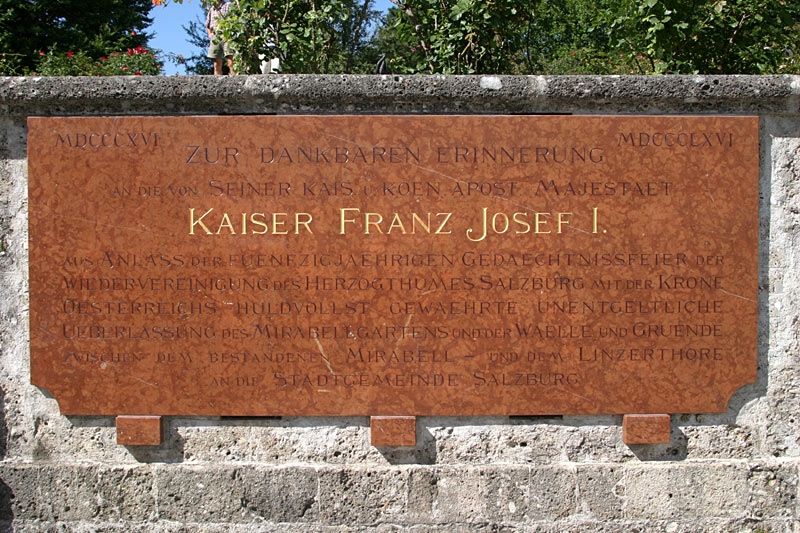 MDCCCXVI MDCCCLXVI
ZUR DANKBAREN ERINNERUNG
AN DIE VON SEINER KAIS. U. KOEN. APOST. MAJESTAET
KAISER FRANZ JOSEF I.
AUS ANLASS DER FUENFZIGJAEHRIGEN GEDAECHTNISSFEIER DER
WIEDERVEREINIGUNG DES HERZOGTHUMES SALZBURG MIT DER KRONE
OESTERREICHS HULDVOLLST GEWAEHRTE UNENTGELTLICHE
UEBERLASSUNG DES MIRABELLGARTENS UND DER WAELLE UND GRUENDE
ZWISCHEN DEM BESTANDENEN MIRABELL – UND DEM LINZERTHORE
AN DIE STADTGEMEINDE SALZBURG